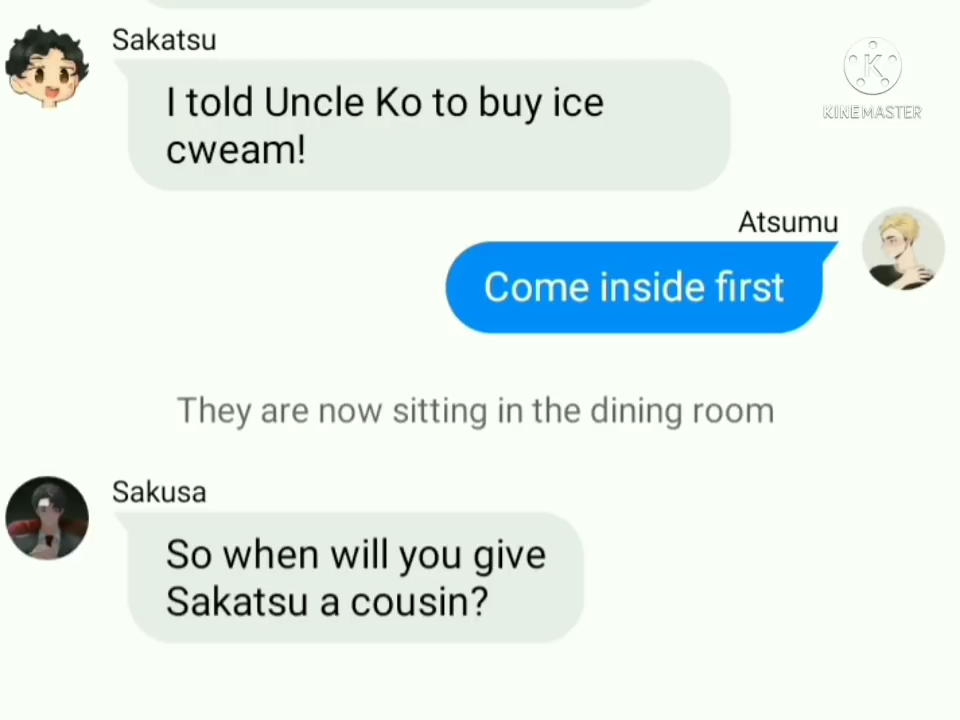 Sakatsu
I told Uncle Ko to buy ice
cweam!
K
KINEMASTER
Atsumu
Come inside first
They are now sitting in the dining room
Sakusa
So when will you give
Sakatsu a cousin?